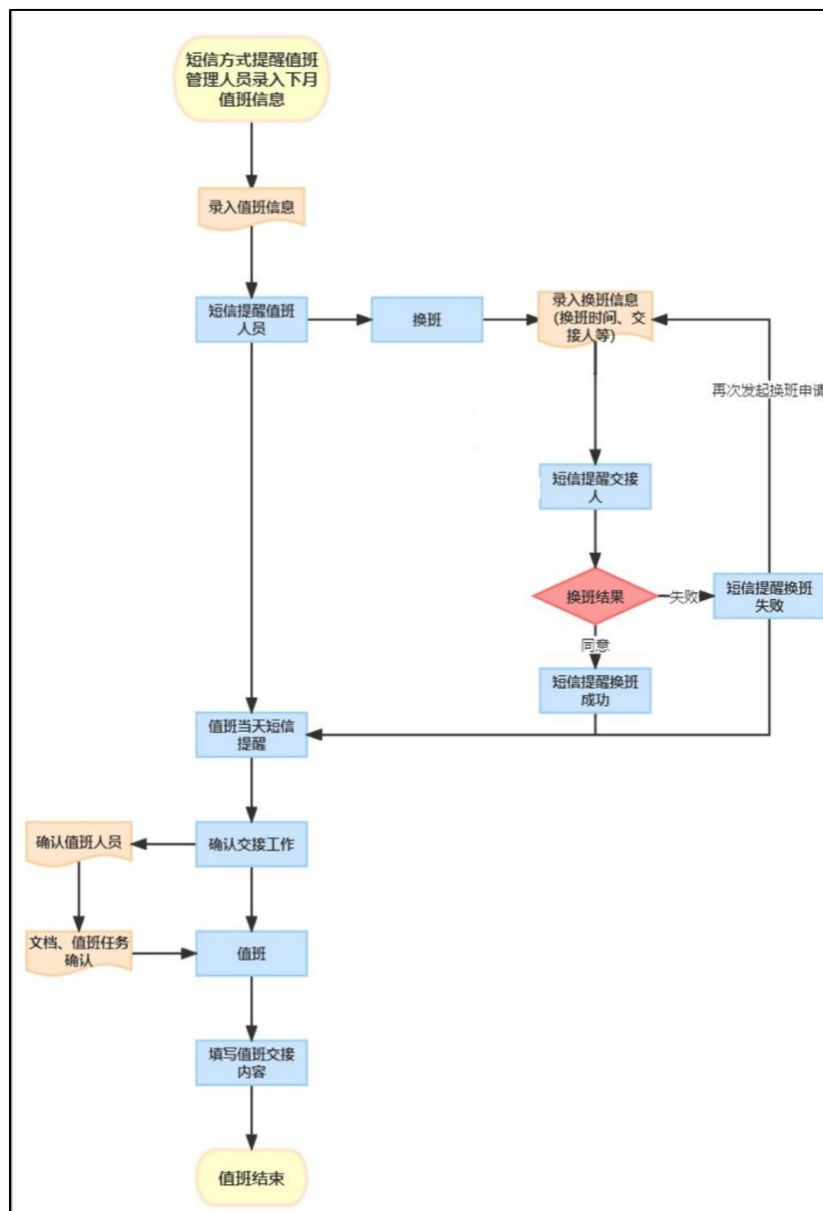 短信方式提醒值班
管理人员录入下月
值班信息
录入值班信息
短信提醒值班
人员
换班
录入换班信息
（换班时间、交
接人等）
再次发起换班申请
短信提醒交接
人
换班结果
失败
短信提醒换班
失败
同意
短信提醒换班
成功
值班当天短信
提醒
确认值班人员
确认交接工作
文档、值班任务
确认
值班
填写值班交接
内容
值班结束